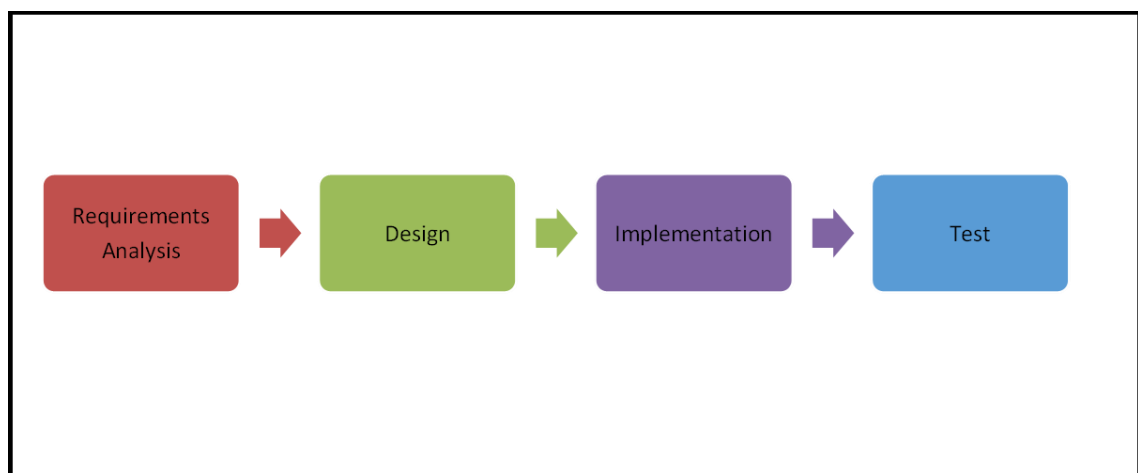 Requirements
Analysis
Design
Implementation
Test